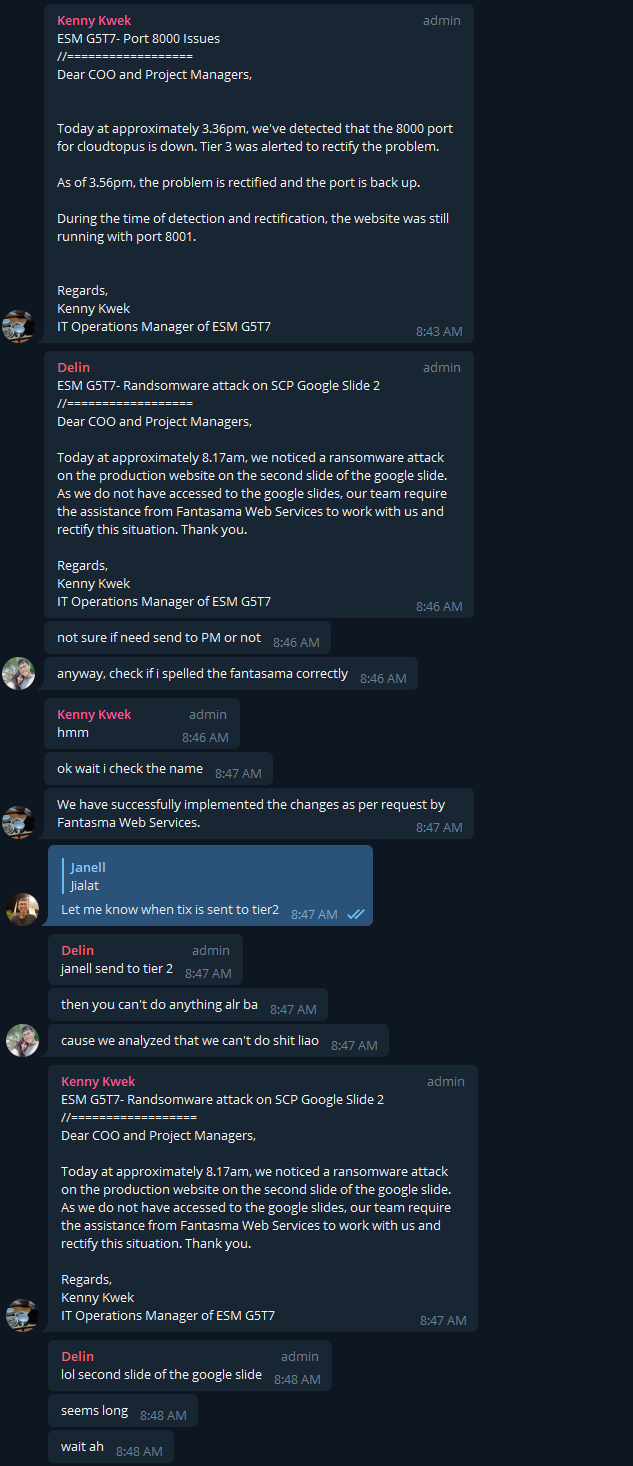 Kenny Kwek admin
ESM G5T7- Port 8000 Issues
//==================
Dear COO and Project Managers,
Today at approximately 3.36pm, we've detected that the 8000 port
for cloudtopus is down. Tier 3 was alerted to rectify the problem.
As of 3.56pm, the problem is rectified and the port is back up.
During the time of detection and rectification, the website was still
running with port 8001.
Regards,
Kenny Kwek
IT Operations Manager of ESM G5T7
8:43 AM
Delin admin
ESM G5T7- Randsomware attack on SCP Google Slide 2
//==================
Dear COO and Project Managers,
Today at approximately 8.17am, we noticed a ransomware attack
on the production website on the second slide of the google slide.
As we do not have accessed to the google slides, our team require
the assistance from Fantasama Web Services to work with us and
rectify this situation. Thank you.
Regards,
Kenny Kwek
IT Operations Manager of ESM G5T7
8:46 AM
not sure if need send to PM or not 8:46 AM
anyway, check if i spelled the fantasama correctly 8:46 AM
Kenny Kwek admin
hmm 8:46 AM
ok wait i check the name 8:47 AM
We have successfully implemented the changes as per request by
Fantasma Web Services. 8:47 AM
Janell
Jialat
Let me know when tix is sent to tier2 8:47 AM
Delin admin
janell send to tier 2 8:47 AM
then you can't do anything alr ba 8:47 AM
cause we analyzed that we can't do shit liao 8:47 AM
Kenny Kwek admin
ESM G5T7- Randsomware attack on SCP Google Slide 2
//==================
Dear COO and Project Managers,
Today at approximately 8.17am, we noticed a ransomware attack
on the production website on the second slide of the google slide.
As we do not have accessed to the google slides, our team require
the assistance from Fantasma Web Services to work with us and
rectify this situation. Thank you.
Regards,
Kenny Kwek
IT Operations Manager of ESM G5T7
8:47 AM
Delin admin
lol second slide of the google slide 8:48 AM
seems long 8:48 AM
wait ah 8:48 AM